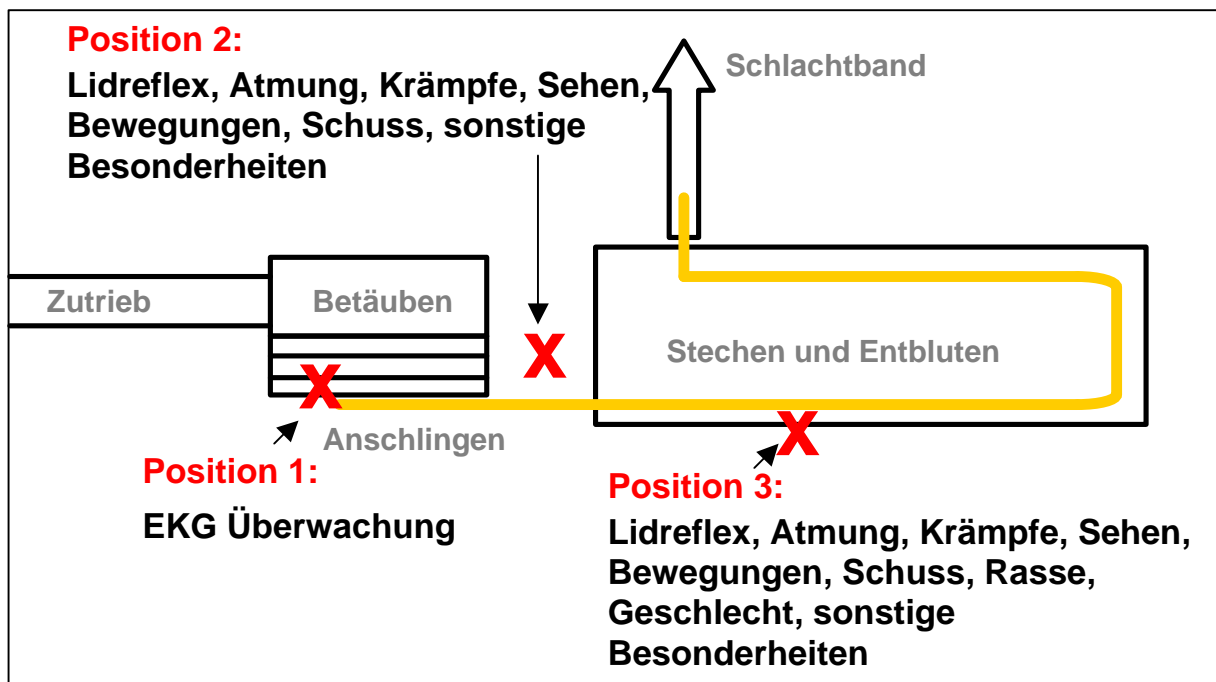 Position 2:
Lidreflex, Atmung, Krämpfe, Sehen,
Bewegungen, Schuss, sonstige
Besonderheiten
Schlachtband
Zutrieb
Betäuben
X
Stechen und Entbluten
X
Anschlingen
X
Position 1:
EKG Überwachung
Position 3:
Lidreflex, Atmung, Krämpfe, Sehen,
Bewegungen, Schuss, Rasse,
Geschlecht, sonstige
Besonderheiten